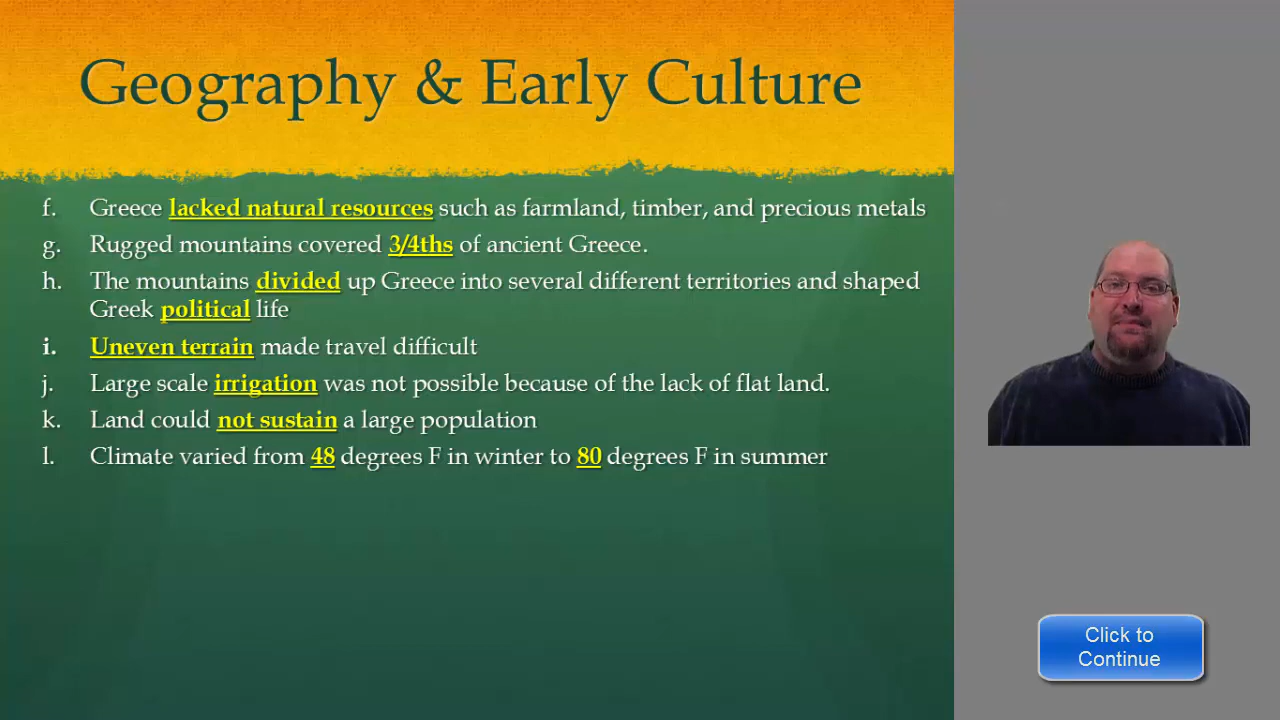 Geography & Early Culture
f. Greece lacked natural resources such as farmland, timber, and precious metals
g. Rugged mountains covered 3/4ths of ancient Greece.
h. The mountains divided up Greece into several different territories and shaped
Greek political life
i. Uneven terrain made travel difficult
j. Large scale irrigation was not possible because of the lack of flat land.
k. Land could not sustain a large population
l. Climate varied from 48 degrees F in winter to 80 degrees F in summer
Click to
Continue